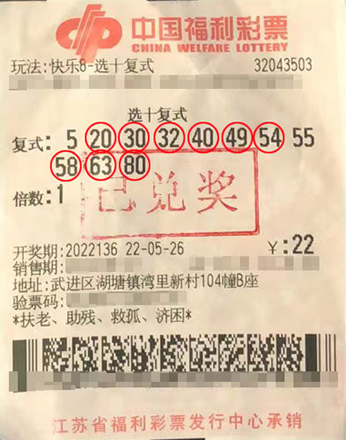 中国福利彩票
CHINA WELFARE LOTTERY
玩法:快乐8-选十复式 32043503
选十复式
复式: 5 20 30 32 40 49 54 55
58 63 80
倍数:1
已兑奖
开奖期:2022136 22-05-26 ¥:22
销售期:
地址:武进区湖塘镇湾里新村104幢B座
验票码:
*扶老、助残、救孤、济困*
江苏省福利彩票发行中心承销